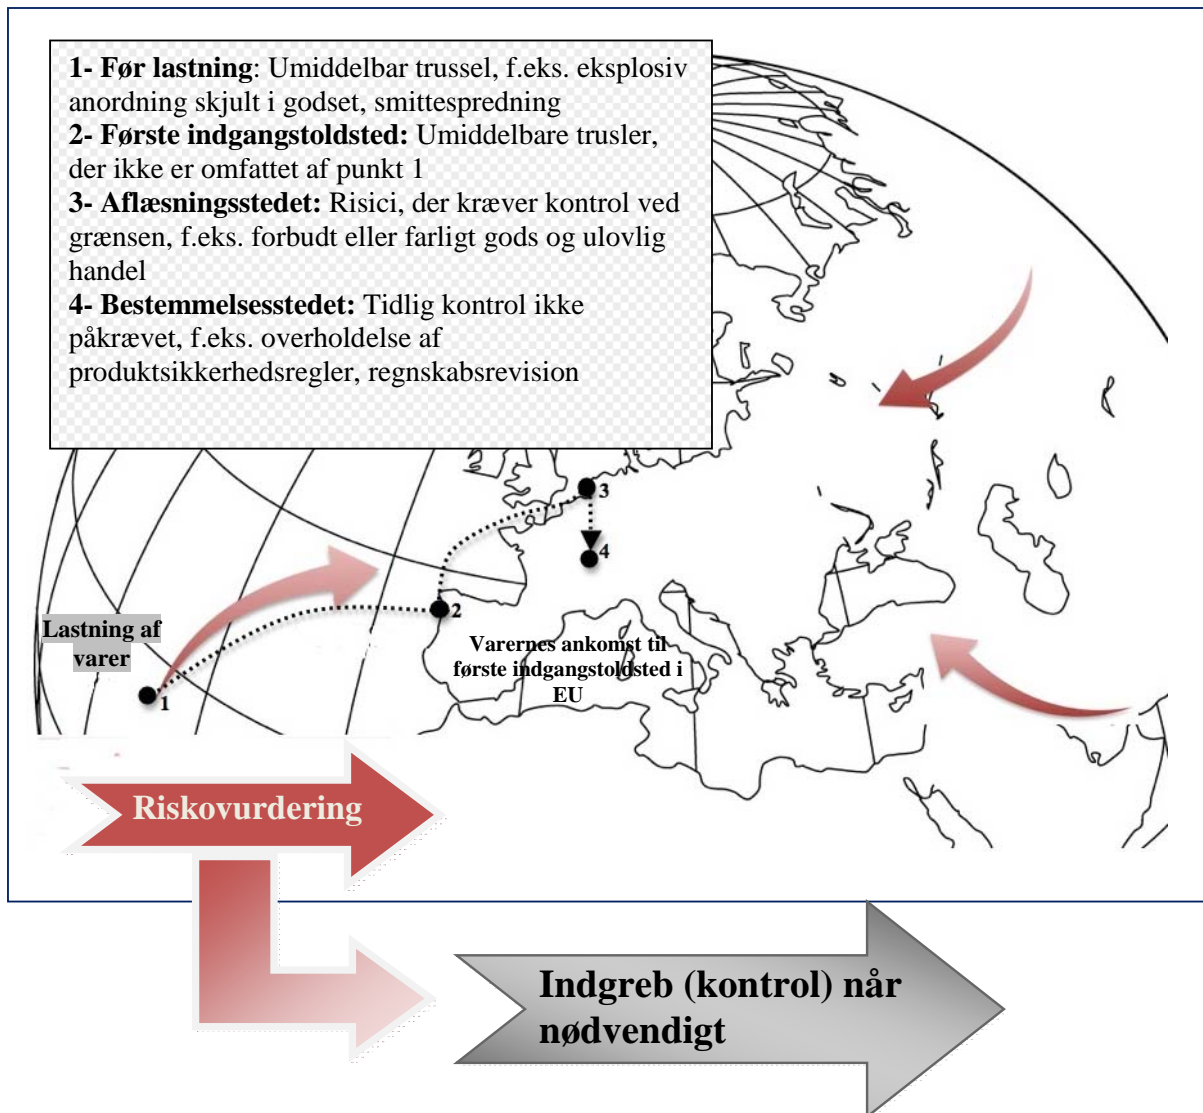 1- Før lastning: Umiddelbar trussel, f.eks. eksplosiv
anordning skjult i godset, smittespredning
2- Første indgangstoldsted: Umiddelbare trusler,
der ikke er omfattet af punkt 1
3- Aflæsningsstedet: Risici, der kræver kontrol ved
grænsen, f.eks. forbudt eller farligt gods og ulovlig
handel
4- Bestemmelsesstedet: Tidlig kontrol ikke
påkrævet, f.eks. overholdelse af
produktsikkerhedsregler, regnskabsrevision
3
4
2
Lastning af
varer
1
Varernes ankomst til
første indgangstoldsted i
EU
Riskovurdering
Indgreb (kontrol) når
nødvendigt